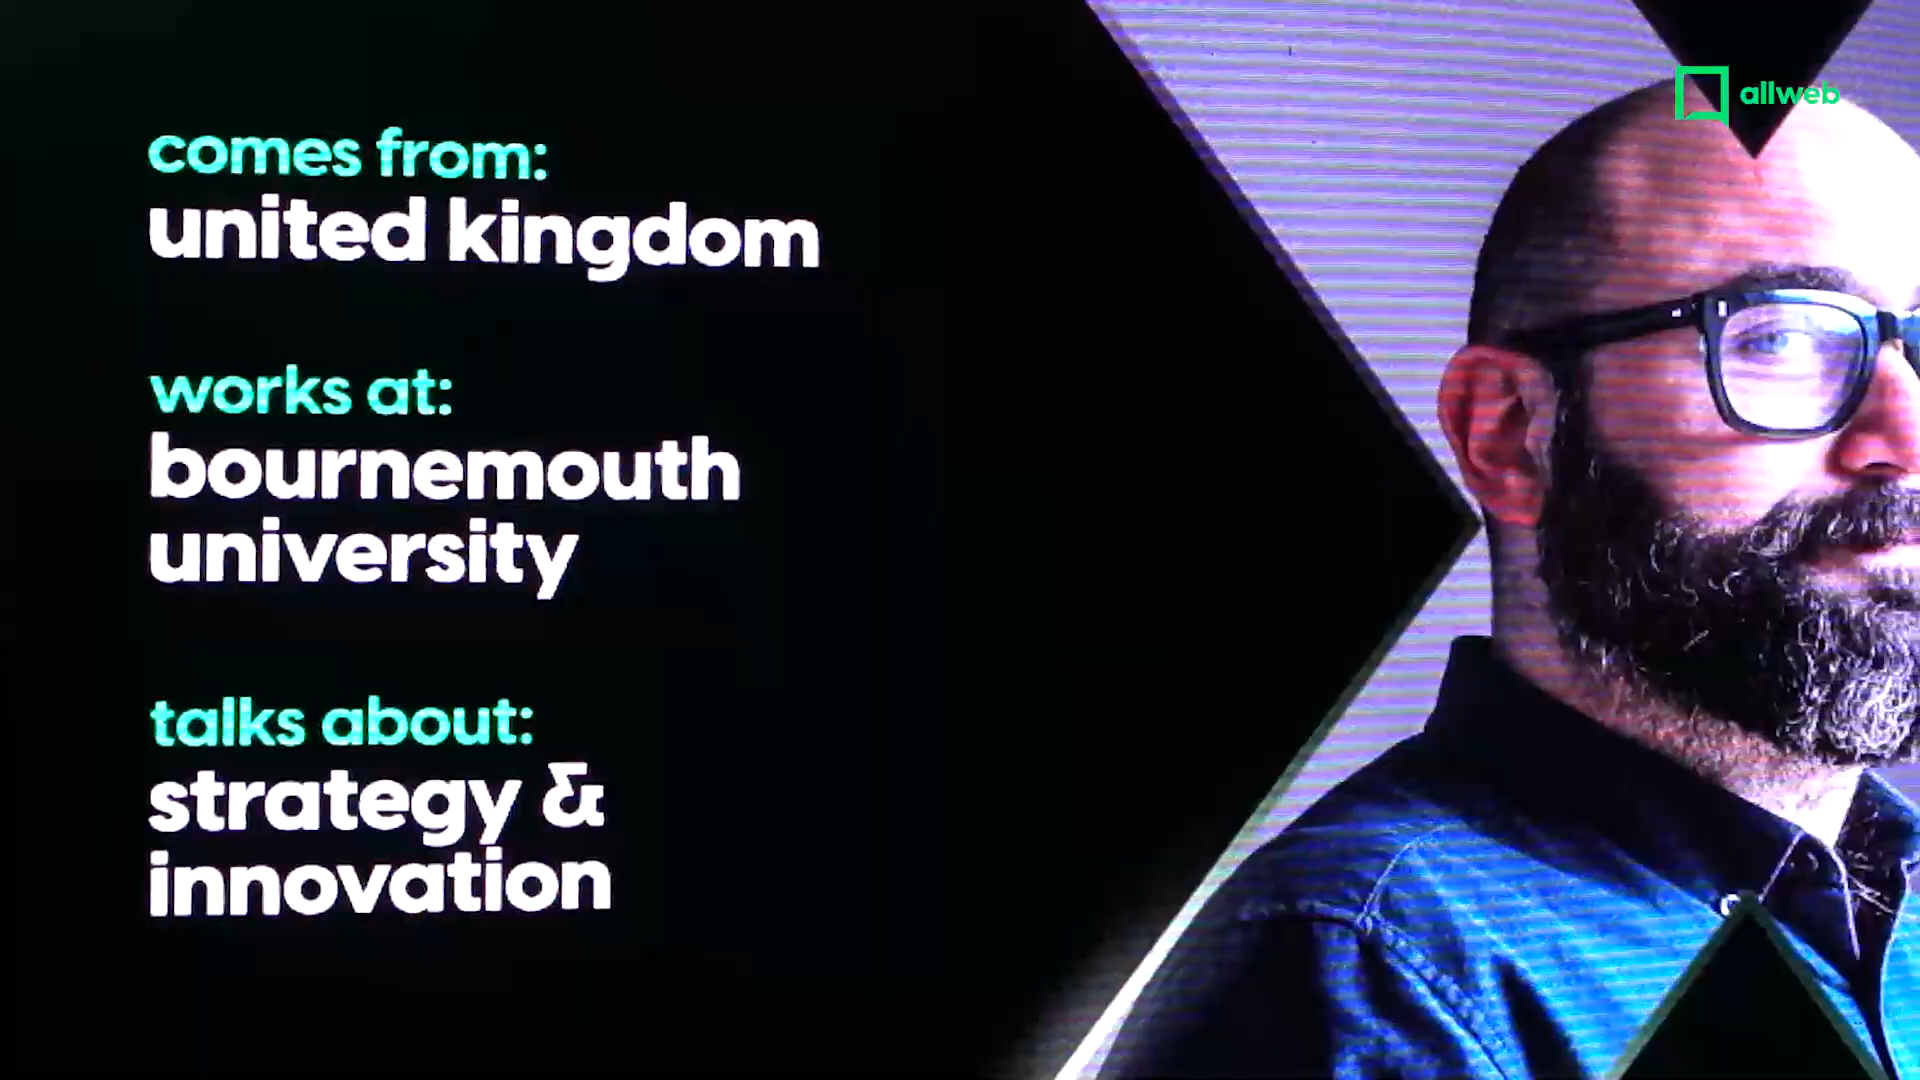 allweb
comes from:
united kingdom
works at:
bournemouth
university
talks about:
strategy &
innovation